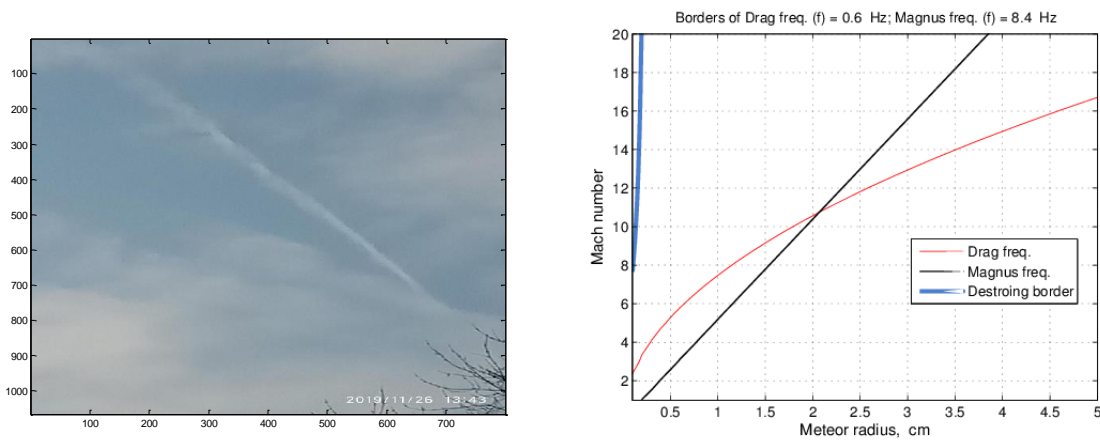 Borders of Drag freq. (f) = 0.6 Hz; Magnus freq. (f) = 8.4 Hz
100
200
300
400
500
600
700
800
900
1000
100 200 300 400 500 600 700
2019/11/26 13:43
Mach number
20
18
16
14
12
10
8
6
4
2
Drag freq.
Magnus freq.
Destroing border
0.5 1 1.5 2 2.5 3 3.5 4 4.5 5
Meteor radius, cm